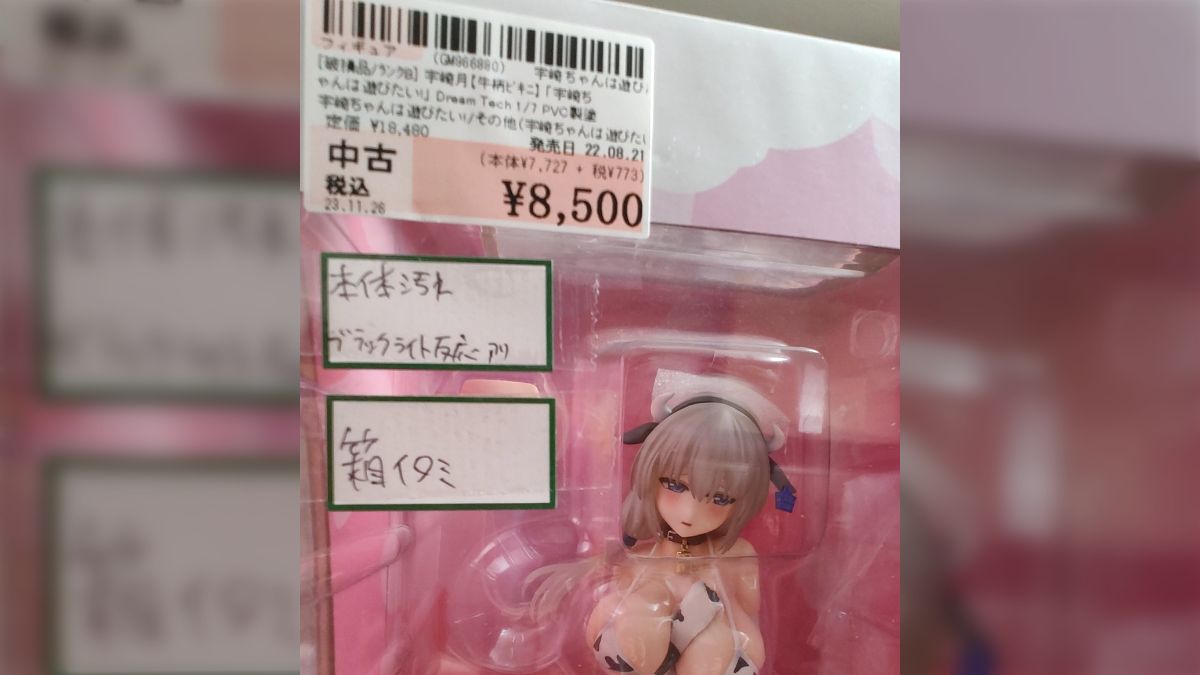 フィギュア (QM966880) 宇崎ちゃんは遊び
[破損品/ランクB] 宇崎月【牛柄ビキニ】「宇崎ち
ゃんは遊びたい!」 Dream Tech 1/7 PVC製塗
宇崎ちゃんは遊びたい!/その他(宇崎ちゃんは遊びたい
定価 ¥18,480
発売日 22.08.21
中古
(本体¥7,727 + 税¥773)
税込
¥8,500
23.11.26
本体汚れ
ブラックライト反応アリ
箱イタミ